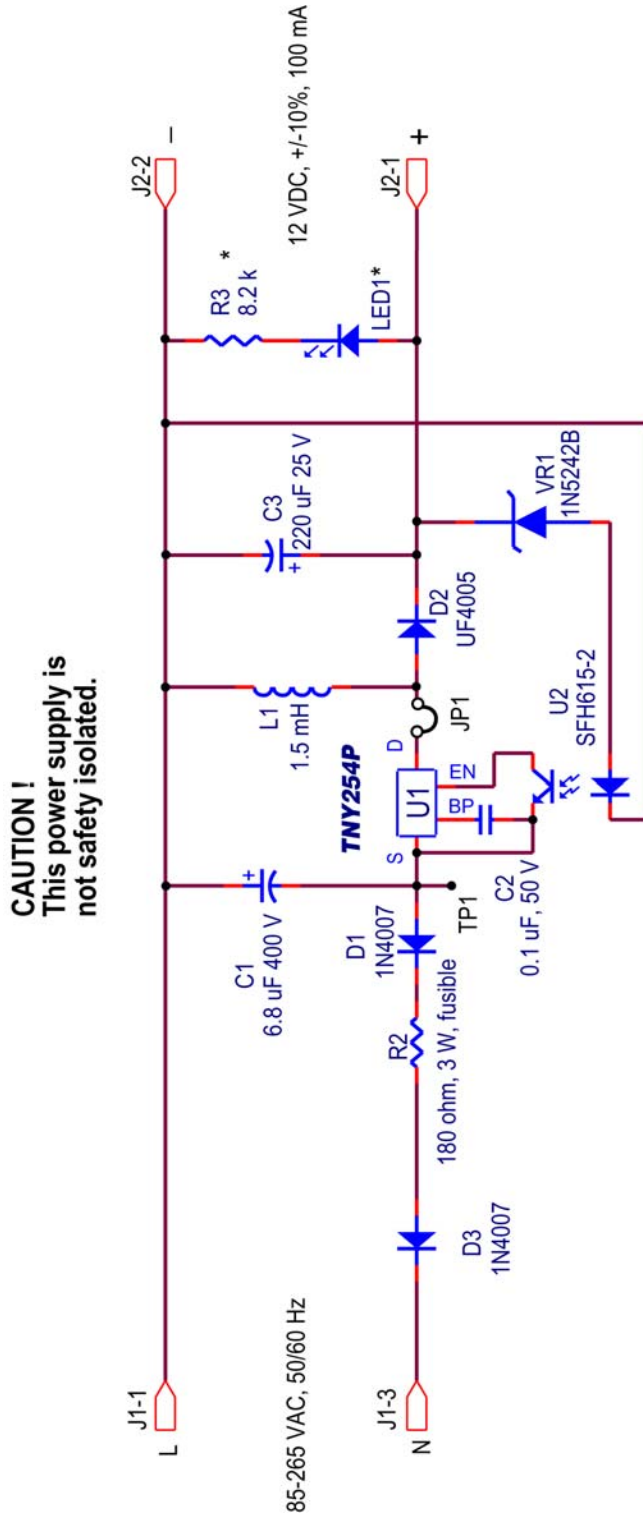 CAUTION !
This power supply is
not safety isolated.
J1-1
L
85-265 VAC, 50/60 Hz
J1-3
N
D3
1N4007
R2
180 ohm, 3 W, fusible
D1
1N4007
C1
+
6.8 uF 400 V
TP1
TNY254P
S
U1
D
BP
EN
C2
0.1 uF, 50 V
JP1
L1
1.5 mH
U2
SFH615-2
D2
UF4005
C3
+
220 uF 25 V
VR1
1N5242B
R3
8.2 k
*
LED1*
12 VDC, +/-10%, 100 mA
J2-2
–
J2-1
+